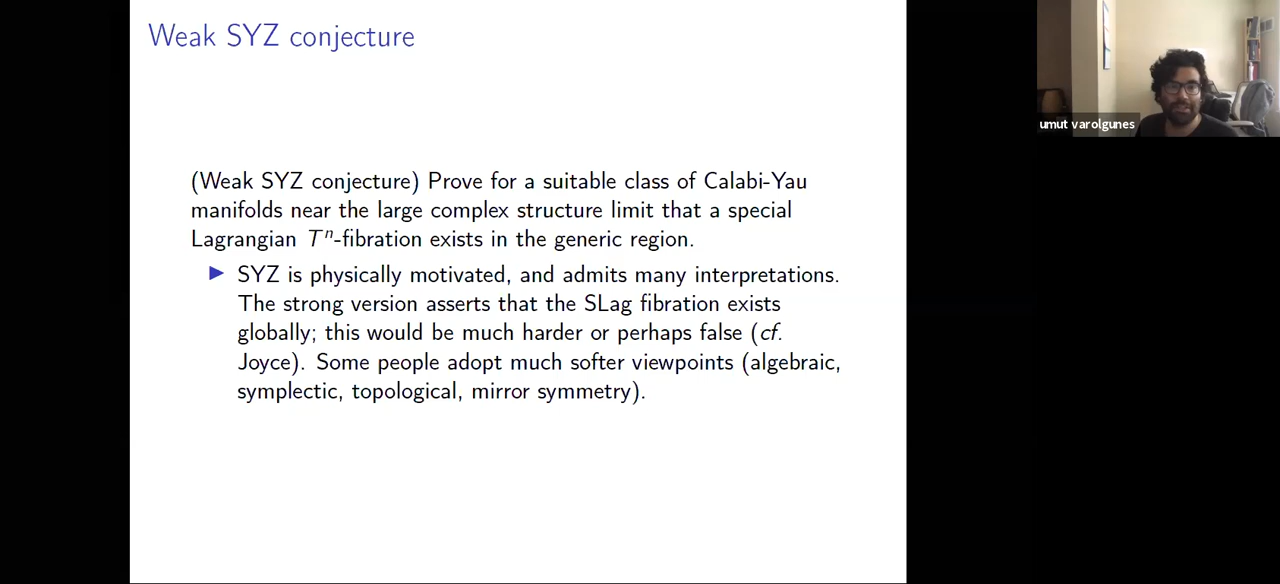 Weak SYZ conjecture
umut varolgunes
(Weak SYZ conjecture) Prove for a suitable class of Calabi-Yau
manifolds near the large complex structure limit that a special
Lagrangian Tⁿ-fibration exists in the generic region.
▶ SYZ is physically motivated, and admits many interpretations.
The strong version asserts that the SLag fibration exists
globally; this would be much harder or perhaps false (cf.
Joyce). Some people adopt much softer viewpoints (algebraic,
symplectic, topological, mirror symmetry).